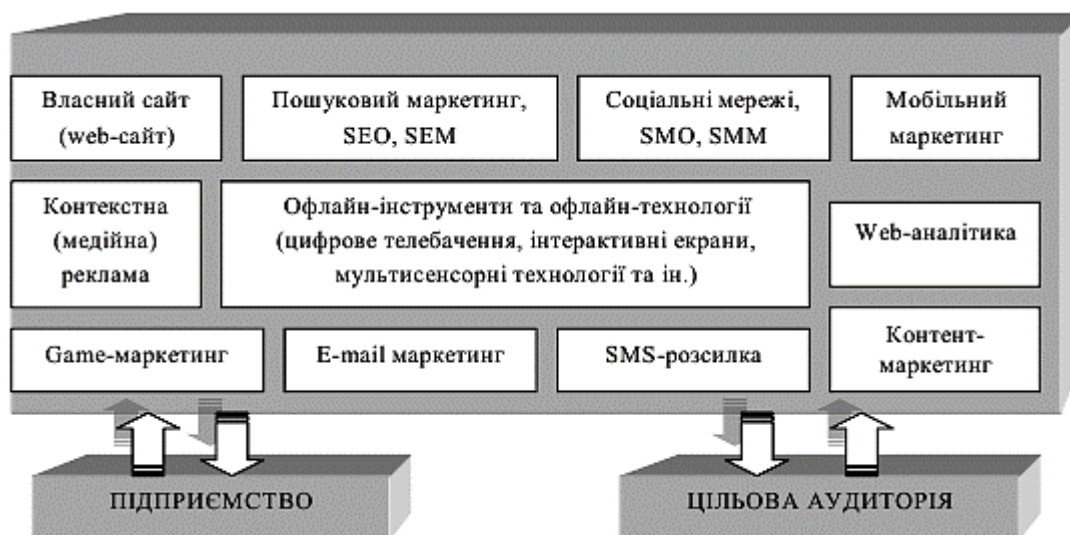 Власний сайт
(web-сайт)
Пошуковий маркетинг,
SEO, SEM
Соціальні мережі,
SMO, SMM
Мобільний
маркетинг
Контекстна
(медійна)
реклама
Офлайн-інструменти та офлайн-технології
(цифрове телебачення, інтерактивні екрани,
мультисенсорні технології та ін.)
Web-аналітика
Game-маркетинг
E-mail маркетинг
SMS-розсилка
Контент-
маркетинг
ПІДПРИЄМСТВО
ЦІЛЬОВА АУДИТОРІЯ